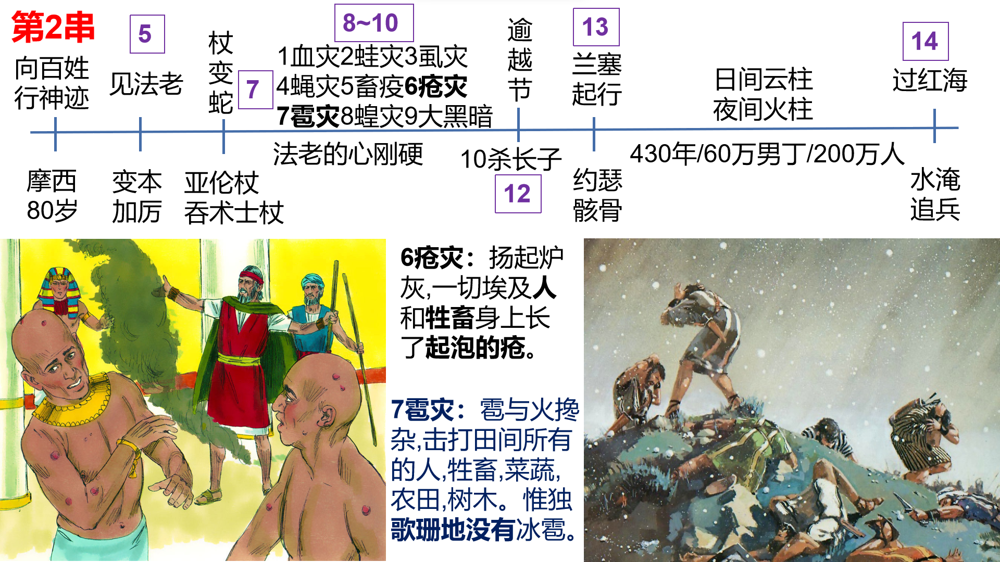 第2串
向百姓
行神迹
5
见法老
杖
变
蛇
7
8~10
1血灾2蛙灾3虱灾
4蝇灾5畜疫6疮灾
7雹灾8蝗灾9大黑暗
逾
越
节
13
兰塞
起行
日间云柱
夜间火柱
14
过红海
摩西
80岁
变本
加厉
亚伦杖
吞术士杖
法老的心刚硬
10杀长子
12
约瑟
骸骨
430年/60万男丁/200万人
水淹
追兵
6疮灾：扬起炉
灰,一切埃及人
和牲畜身上长
了起泡的疮。
7雹灾：雹与火搀
杂,击打田间所有
的人,牲畜,菜蔬,
农田,树木。惟独
歌珊地没有冰雹。